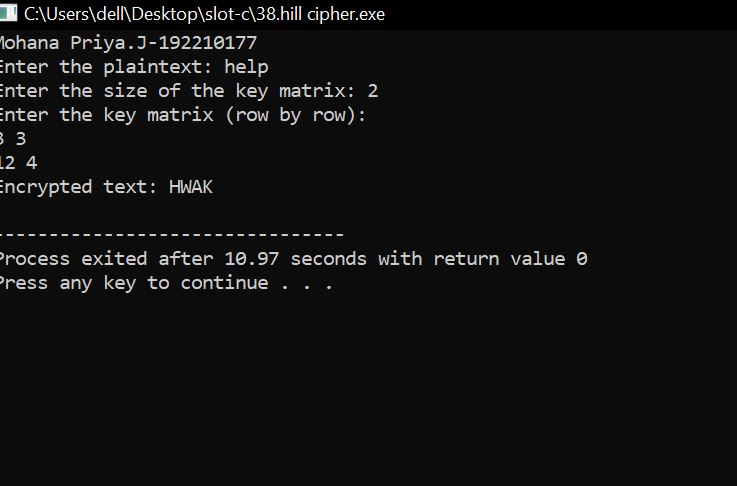 C:\Users\dell\Desktop\slot-c\38.hill cipher.exe
Mohana Priya.J-192210177
Enter the plaintext: help
Enter the size of the key matrix: 2
Enter the key matrix (row by row):
3 3
12 4
Encrypted text: HWAK
--------------------------------
Process exited after 10.97 seconds with return value 0
Press any key to continue . . .